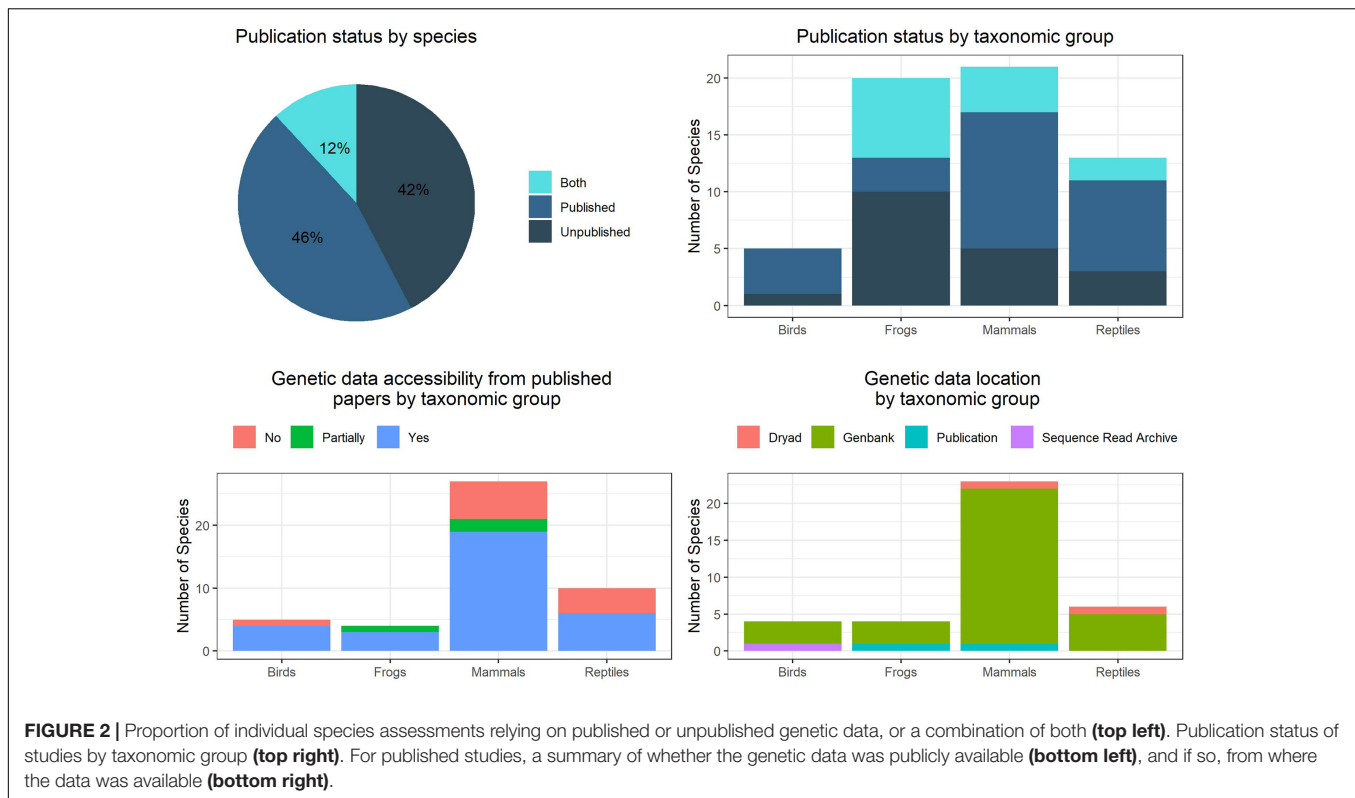 Publication status by species
12%
42%
46%
Both
Published
Unpublished
Publication status by taxonomic group
Number of Species
20
15
10
5
0
Birds Frogs Mammals Reptiles
Genetic data accessibility from published
papers by taxonomic group
No Partially Yes
Number of Species
20
10
0
Birds Frogs Mammals Reptiles
Genetic data location
by taxonomic group
Dryad Genbank Publication Sequence Read Archive
Number of Species
20
15
10
5
0
Birds Frogs Mammals Reptiles
FIGURE 2 | Proportion of individual species assessments relying on published or unpublished genetic data, or a combination of both (top left). Publication status of
studies by taxonomic group (top right). For published studies, a summary of whether the genetic data was publicly available (bottom left), and if so, from where
the data was available (bottom right).